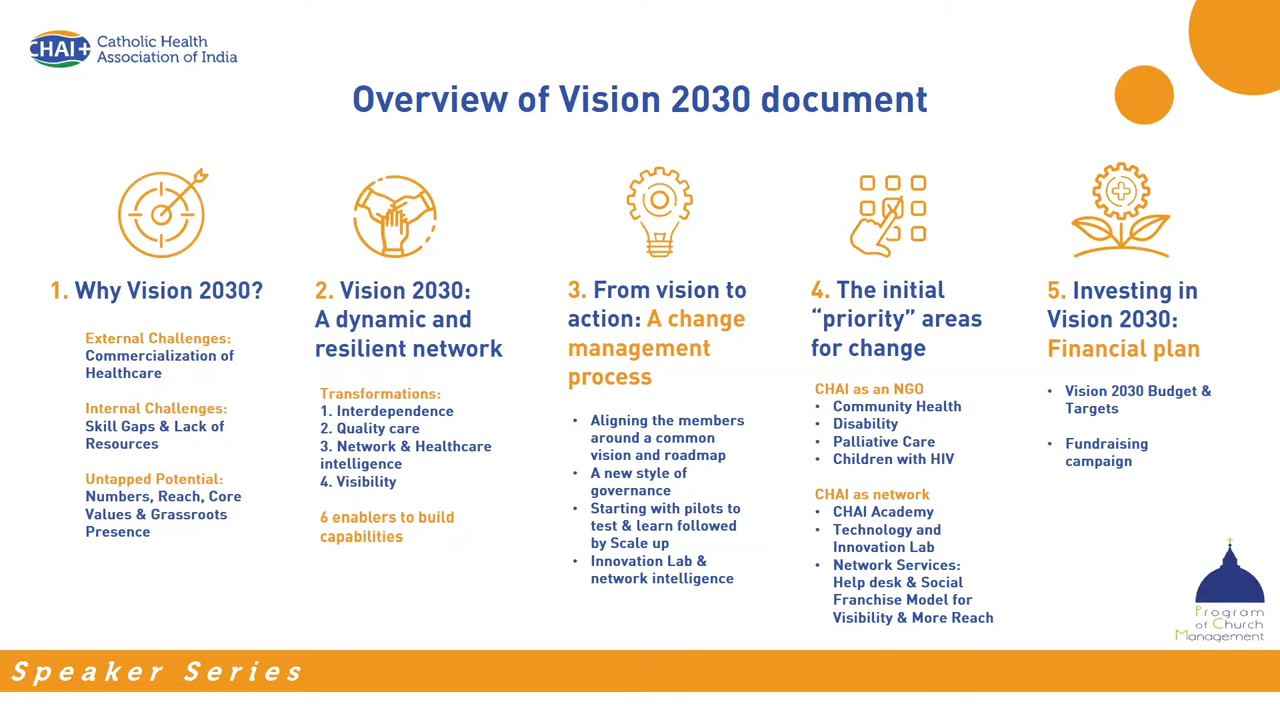 CHAI+
Catholic Health
Association of India
Overview of Vision 2030 document
1. Why Vision 2030?
External Challenges:
Commercialization of
Healthcare
Internal Challenges:
Skill Gaps & Lack of
Resources
Untapped Potential:
Numbers, Reach, Core
Values & Grassroots
Presence
2. Vision 2030:
A dynamic and
resilient network
Transformations:
1. Interdependence
2. Quality care
3. Network & Healthcare
intelligence
4. Visibility
6 enablers to build
capabilities
3. From vision to
action: A change
management
process
• Aligning the members
around a common
vision and roadmap
• A new style of
governance
• Starting with pilots to
test & learn followed
by Scale up
• Innovation Lab &
network intelligence
4. The initial
“priority” areas
for change
CHAI as an NGO
• Community Health
• Disability
• Palliative Care
• Children with HIV
CHAI as network
• CHAI Academy
• Technology and
Innovation Lab
• Network Services:
Help desk & Social
Franchise Model for
Visibility & More Reach
5. Investing in
Vision 2030:
Financial plan
• Vision 2030 Budget &
Targets
• Fundraising
campaign
Program
of Church
Management
Speaker Series